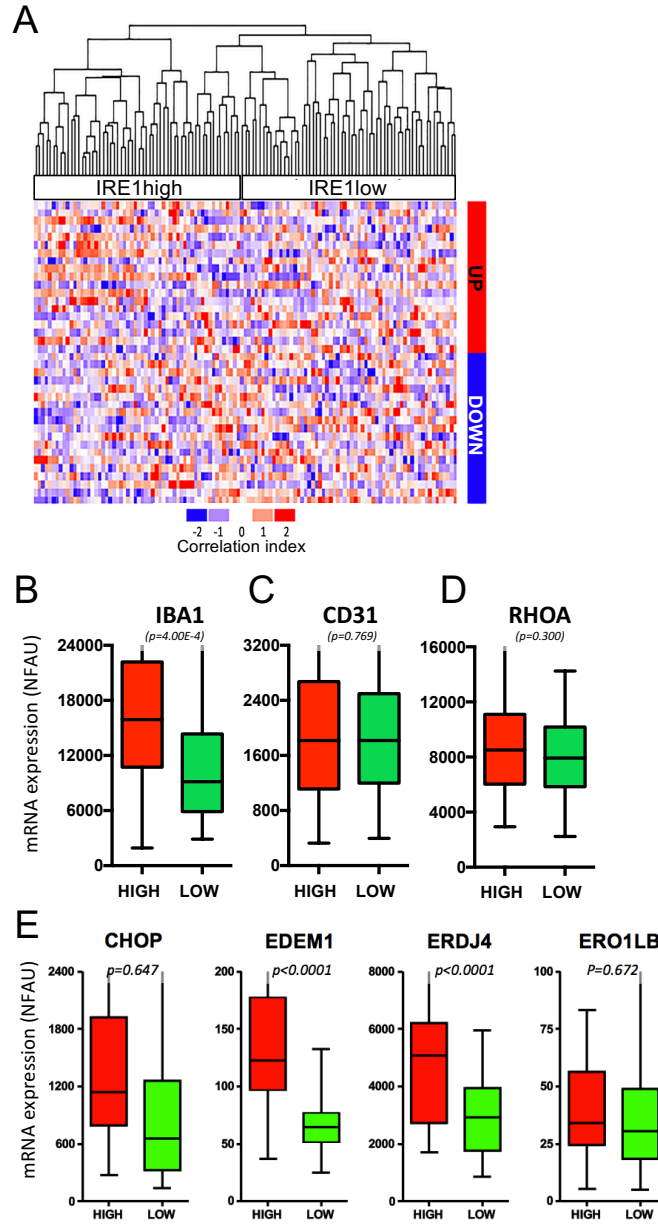 A
IRE1high
IRE1low
UP
DOWN
-2 -1 0 1 2
Correlation index
B
C
D
IBA1
CD31
RHOA
(p=4.00E-4)
(p=0.769)
(p=0.300)
mRNA expression (NFAU)
24000
18000
12000
6000
0
3200
2400
1600
800
0
16000
12000
8000
4000
0
HIGH LOW
HIGH LOW
HIGH LOW
E
CHOP
EDEM1
ERDJ4
ERO1LB
p=0.647
p<0.0001
p<0.0001
P=0.672
mRNA expression (NFAU)
2400
1800
1200
600
0
200
150
100
50
0
8000
6000
4000
2000
0
100
75
50
25
0
HIGH LOW
HIGH LOW
HIGH LOW
HIGH LOW